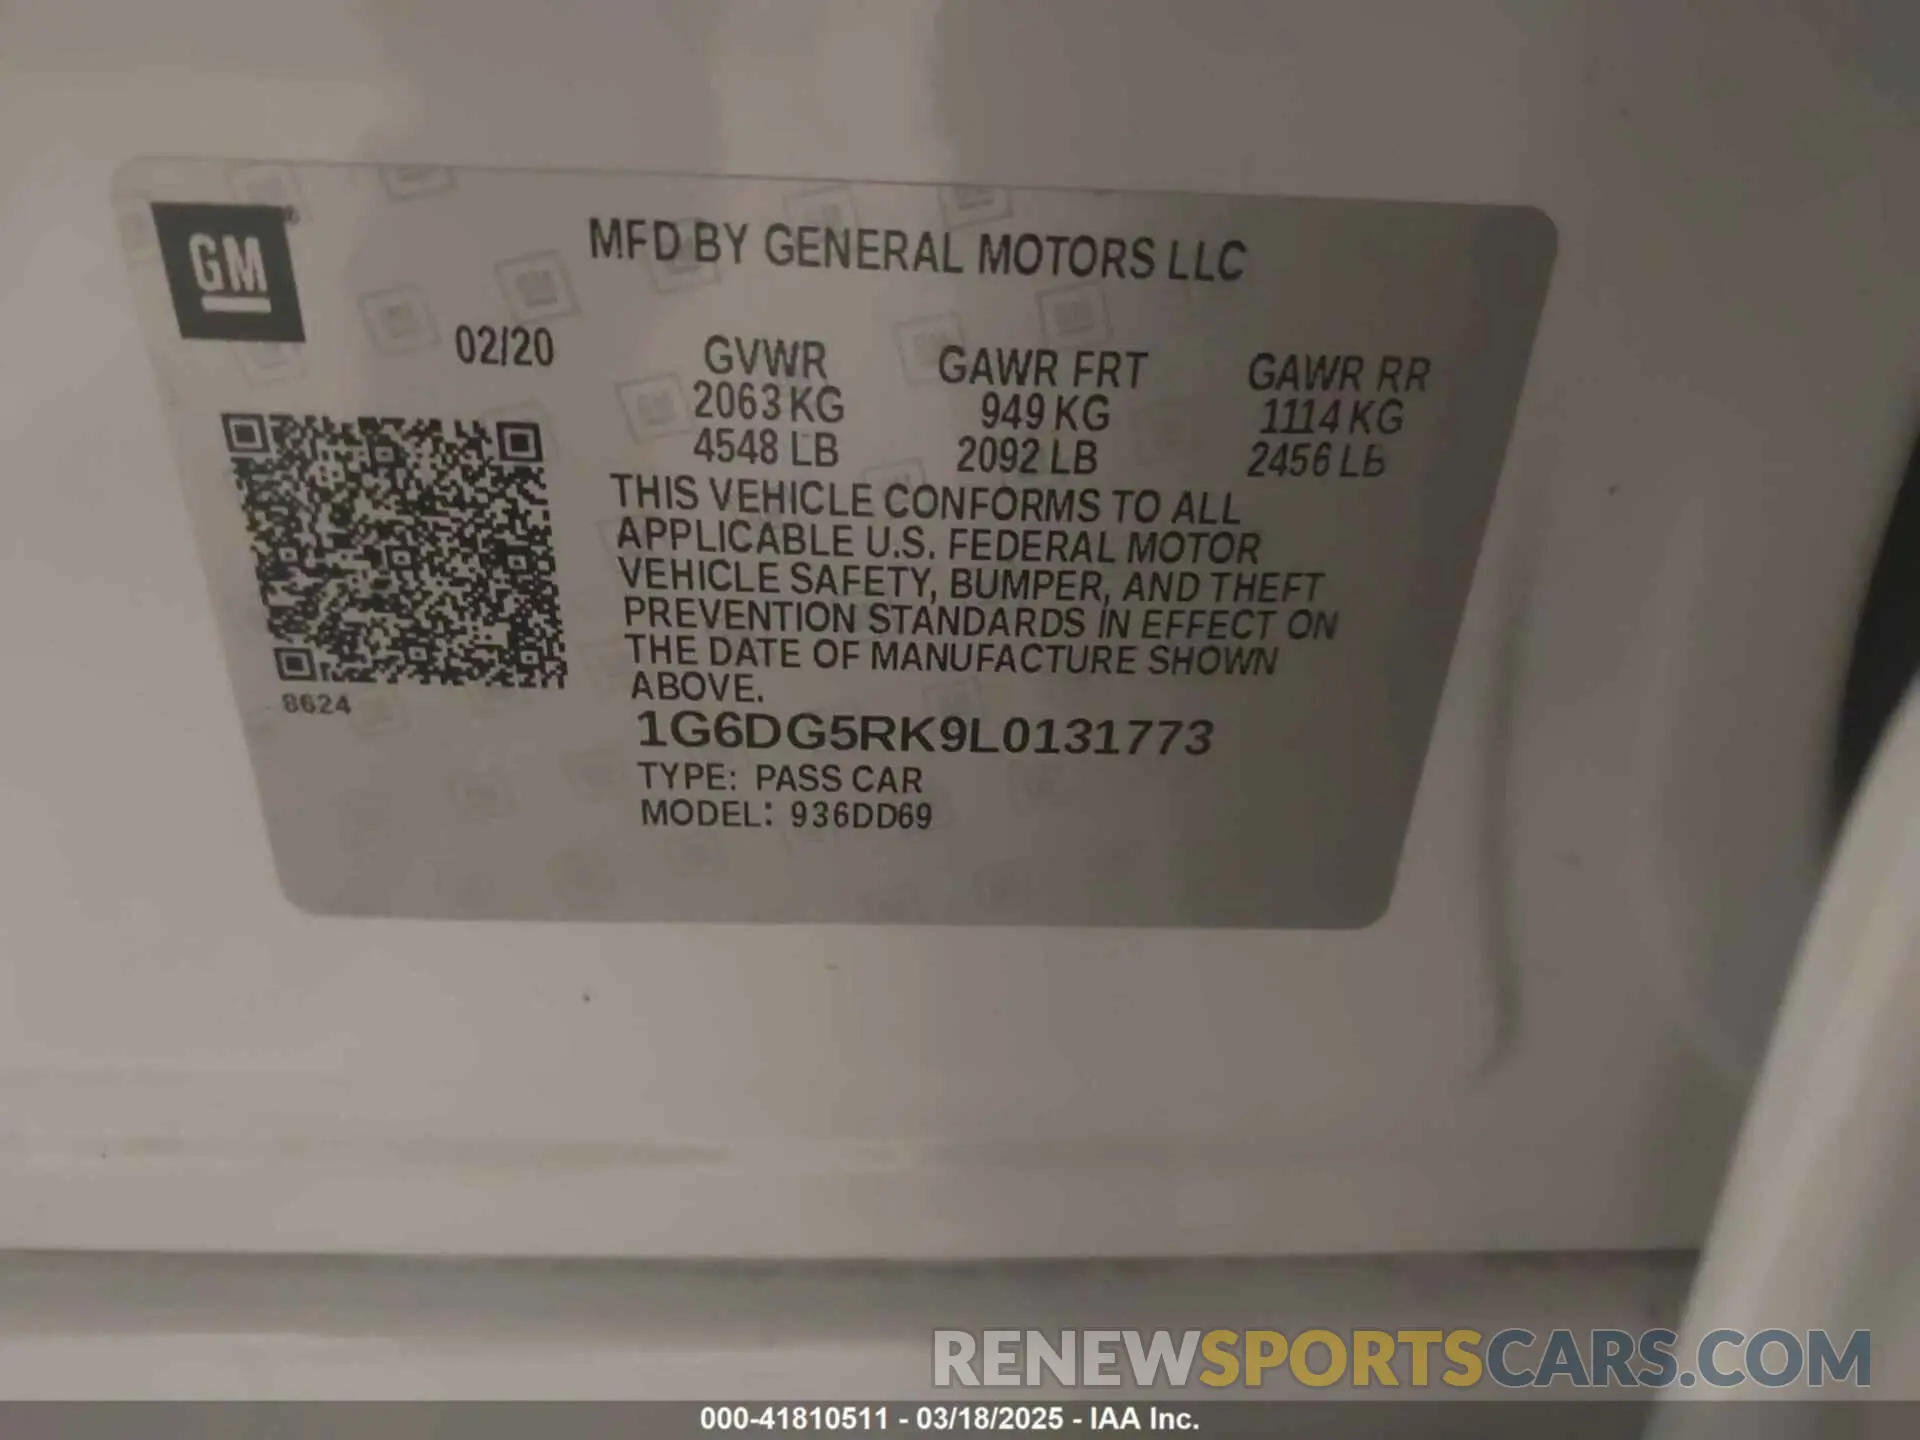 GM
MFD BY GENERAL MOTORS LLC
02/20
GVWR GAWR FRT GAWR RR
2063 KG 949 KG 1114 KG
4548 LB 2092 LB 2456 LB
THIS VEHICLE CONFORMS TO ALL
APPLICABLE U.S. FEDERAL MOTOR
VEHICLE SAFETY, BUMPER, AND THEFT
PREVENTION STANDARDS IN EFFECT ON
THE DATE OF MANUFACTURE SHOWN
ABOVE.
8624
1G6DG5RK9L0131773
TYPE: PASS CAR
MODEL: 936DD69
RENEWSPORTSCARS.COM
000-41810511 - 03/18/2025 - IAA Inc.